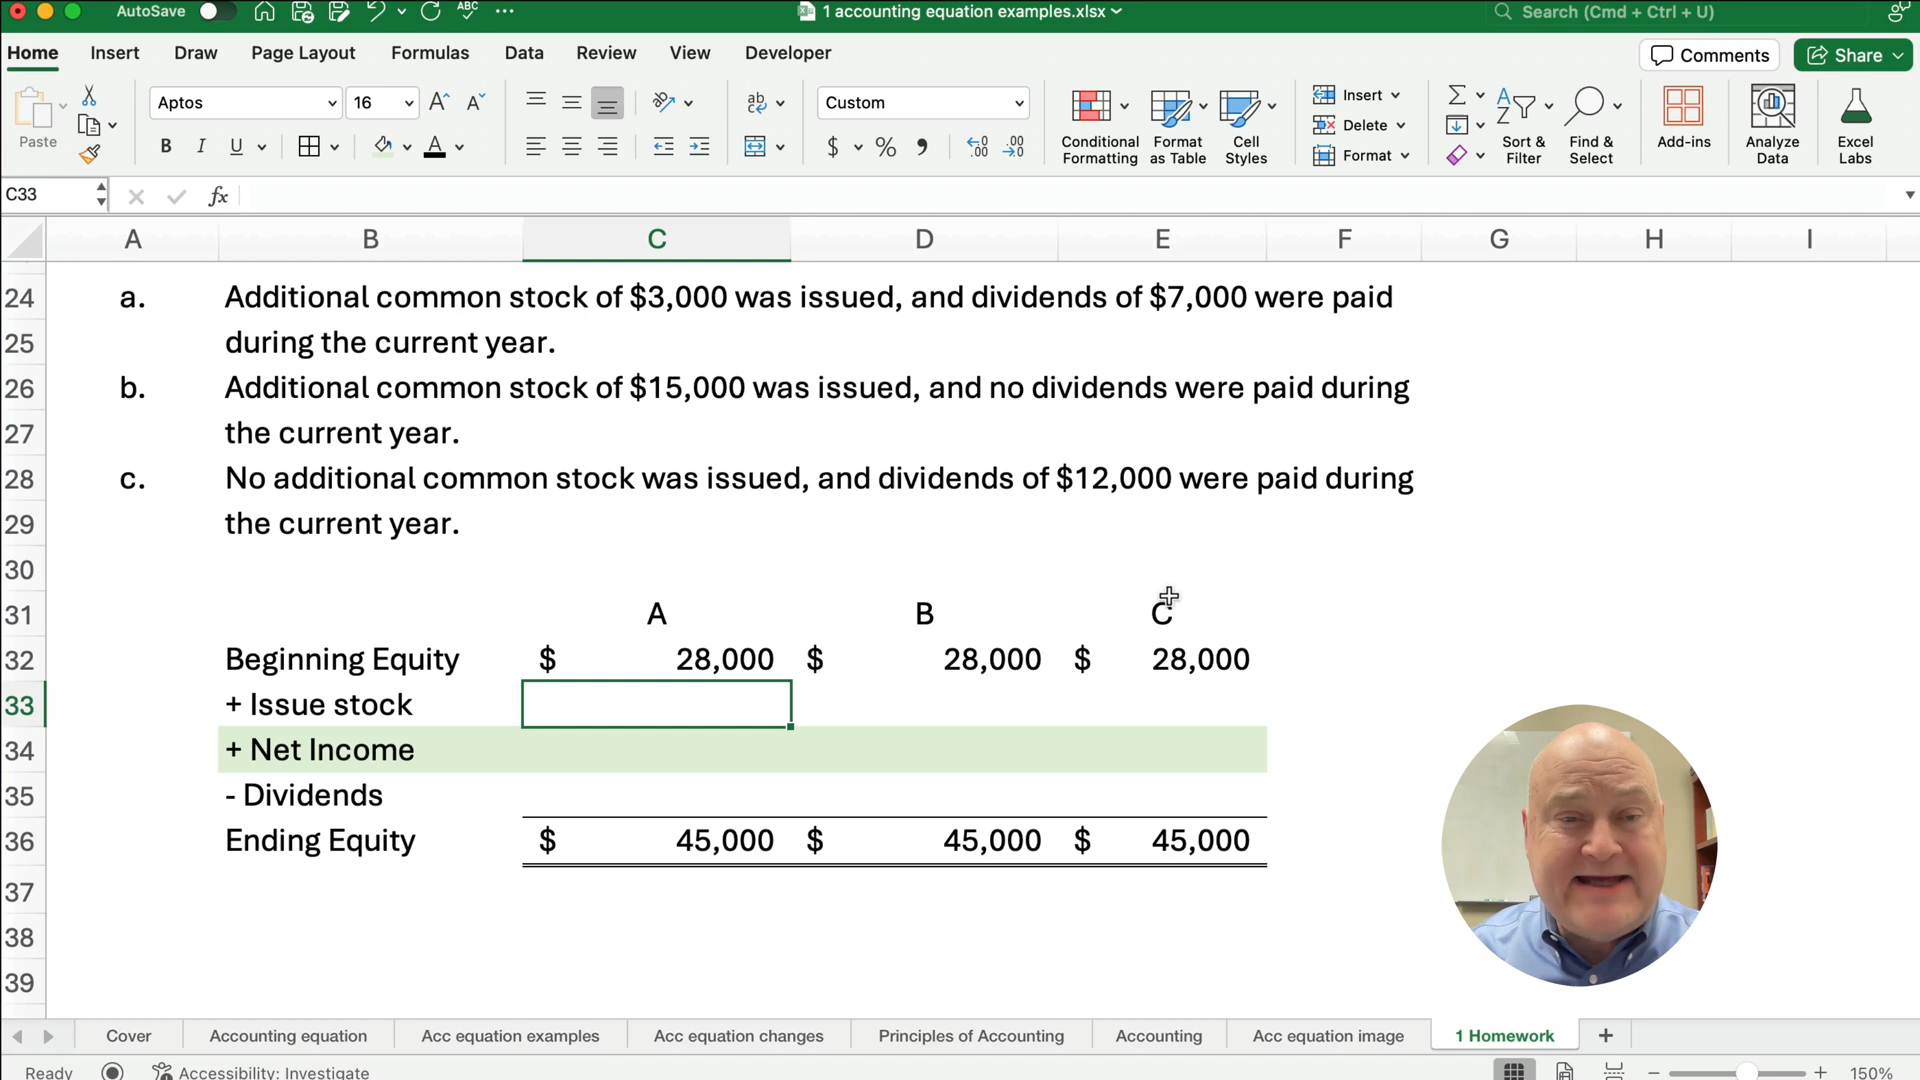 AutoSave
ABC
1 accounting equation examples.xlsx
Search (Cmd + Ctrl + U)
Home Insert Draw Page Layout Formulas Data Review View Developer
Comments
Share
Paste
Aptos
16
Custom
Conditional Formatting
Format as Table
Cell Styles
Insert
Delete
Format
Sort & Filter
Find & Select
Add-ins
Analyze Data
Excel Labs
C33
fx
A B C D E F G H I
24 a. Additional common stock of $3,000 was issued, and dividends of $7,000 were paid
25 during the current year.
26 b. Additional common stock of $15,000 was issued, and no dividends were paid during
27 the current year.
28 c. No additional common stock was issued, and dividends of $12,000 were paid during
29 the current year.
30
31 A B C
32 Beginning Equity $ 28,000 $ 28,000 $ 28,000
33 + Issue stock
34 + Net Income
35 - Dividends
36 Ending Equity $ 45,000 $ 45,000 $ 45,000
37
38
39
Cover Accounting equation Acc equation examples Acc equation changes Principles of Accounting Accounting Acc equation image 1 Homework
Ready Accessibility: Investigate 150%